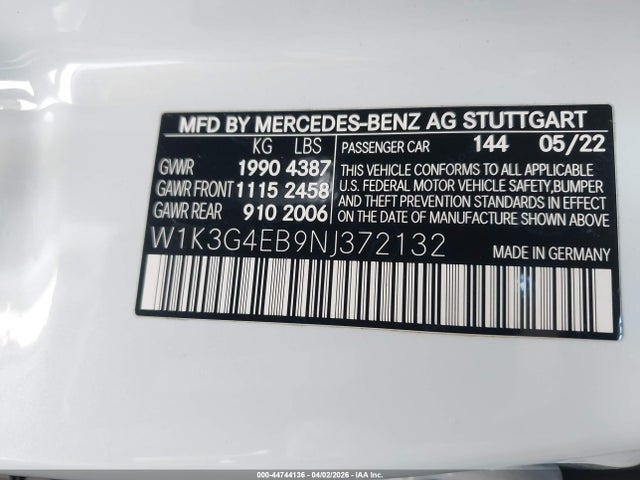 MFD BY MERCEDES-BENZ AG STUTTGART
KG LBS
GVWR 1990 4387
GAWR FRONT 1115 2458
GAWR REAR 910 2006
PASSENGER CAR 144 05/22
THIS VEHICLE CONFORMS TO ALL APPLICABLE
U.S. FEDERAL MOTOR VEHICLE SAFETY,BUMPER
AND THEFT PREVENTION STANDARDS IN EFFECT
ON THE DATE OF MANUFACTURE SHOWN ABOVE
W1K3G4EB9NJ372132
MADE IN GERMANY
000-44744136 - 04/02/2026 - IAA Inc.